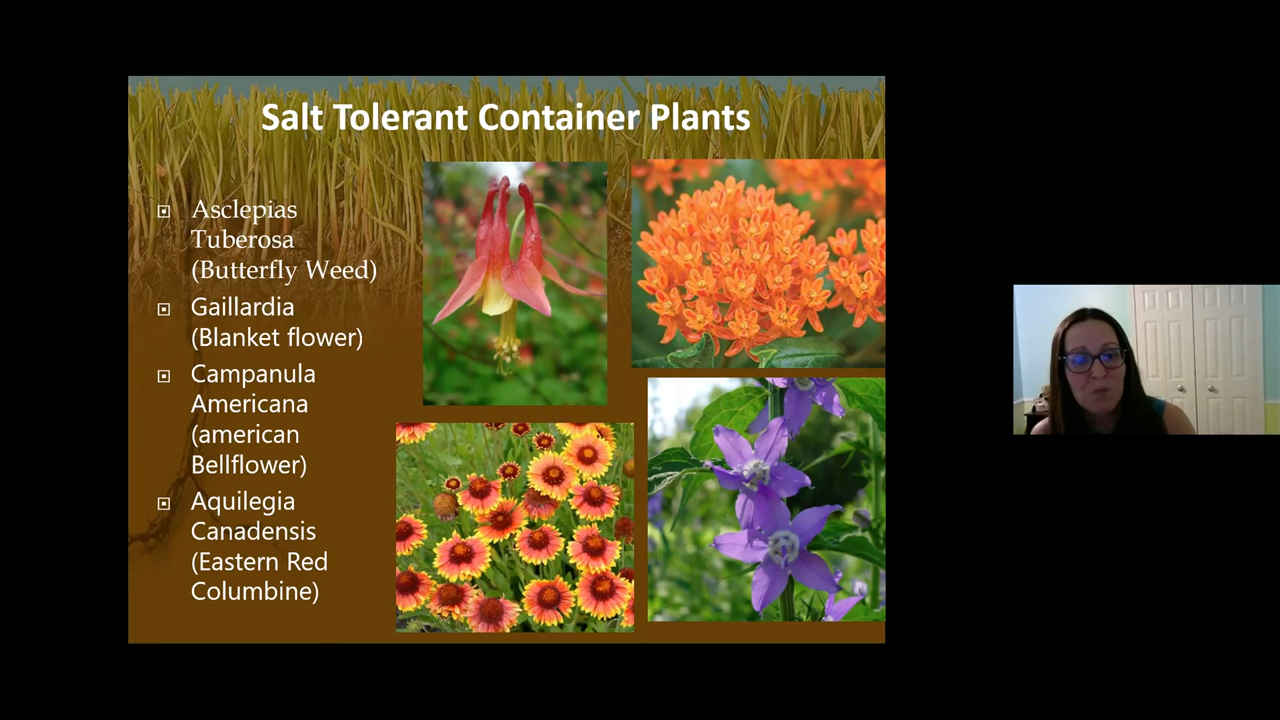 Salt Tolerant Container Plants
Asclepias
Tuberosa
(Butterfly Weed)
Gaillardia
(Blanket flower)
Campanula
Americana
(american
Bellflower)
Aquilegia
Canadensis
(Eastern Red
Columbine)